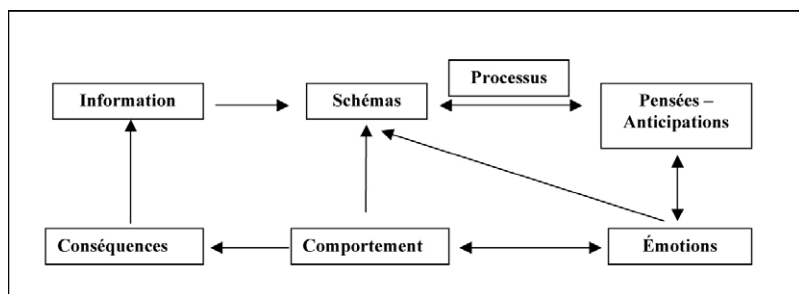 Processus
Information
Schémas
Pensées –
Anticipations
Conséquences
Comportement
Émotions